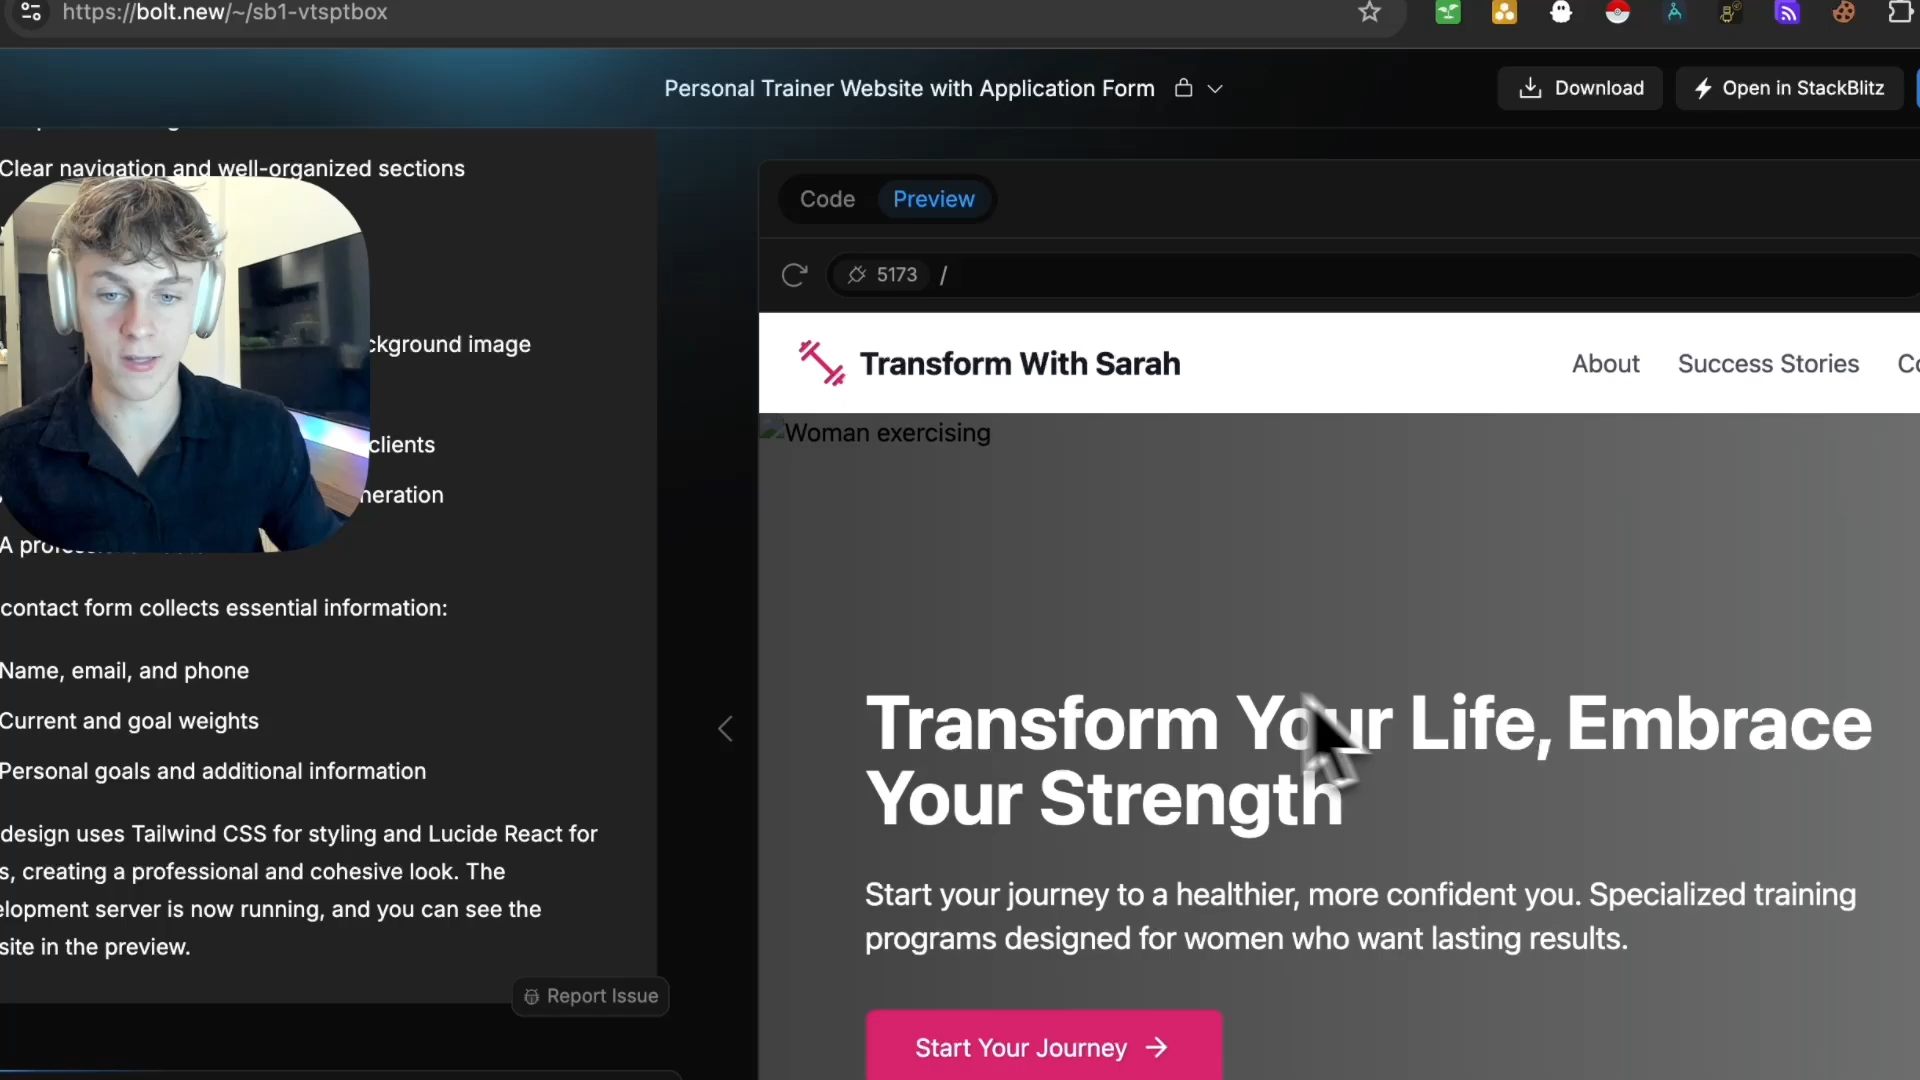 https://bolt.new/~/sb1-vtsptbox
Personal Trainer Website with Application Form
Download
Open in StackBlitz
Clear navigation and well-organized sections
ckground image
clients
neration
A
contact form collects essential information:
Name, email, and phone
Current and goal weights
Personal goals and additional information
design uses Tailwind CSS for styling and Lucide React for
s, creating a professional and cohesive look. The
elopment server is now running, and you can see the
site in the preview.
Report Issue
Code
Preview
5173 /
Transform With Sarah
About
Success Stories
Co
Woman exercising
Transform Your Life, Embrace
Your Strength
Start your journey to a healthier, more confident you. Specialized training
programs designed for women who want lasting results.
Start Your Journey →